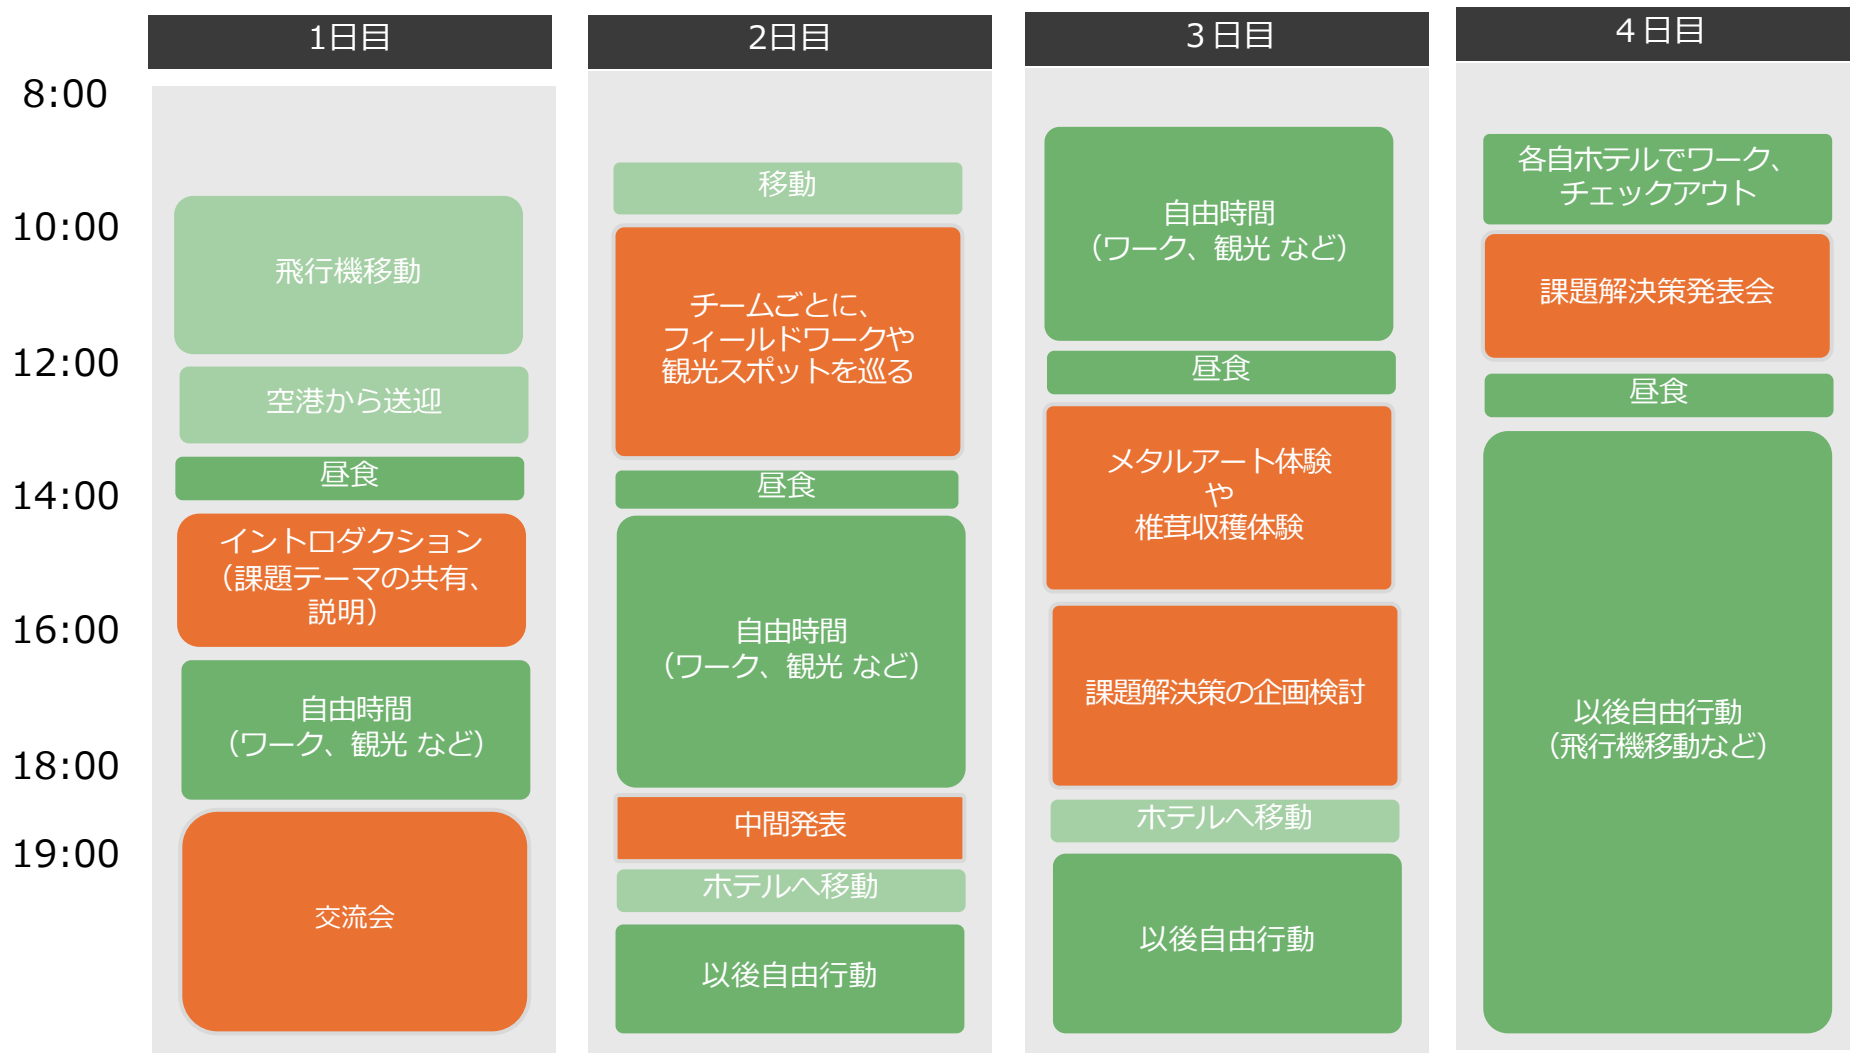 1日目
2日目
３日目
４日目
8:00
10:00
12:00
14:00
16:00
18:00
19:00
飛行機移動
空港から送迎
昼食
イントロダクション
（課題テーマの共有、
説明）
自由時間
（ワーク、観光 など）
交流会
移動
チームごとに、
フィールドワークや
観光スポットを巡る
昼食
自由時間
（ワーク、観光 など）
中間発表
ホテルへ移動
以後自由行動
自由時間
（ワーク、観光 など）
昼食
メタルアート体験
や
椎茸収穫体験
課題解決策の企画検討
ホテルへ移動
以後自由行動
各自ホテルでワーク、
チェックアウト
課題解決策発表会
昼食
以後自由行動
（飛行機移動など）